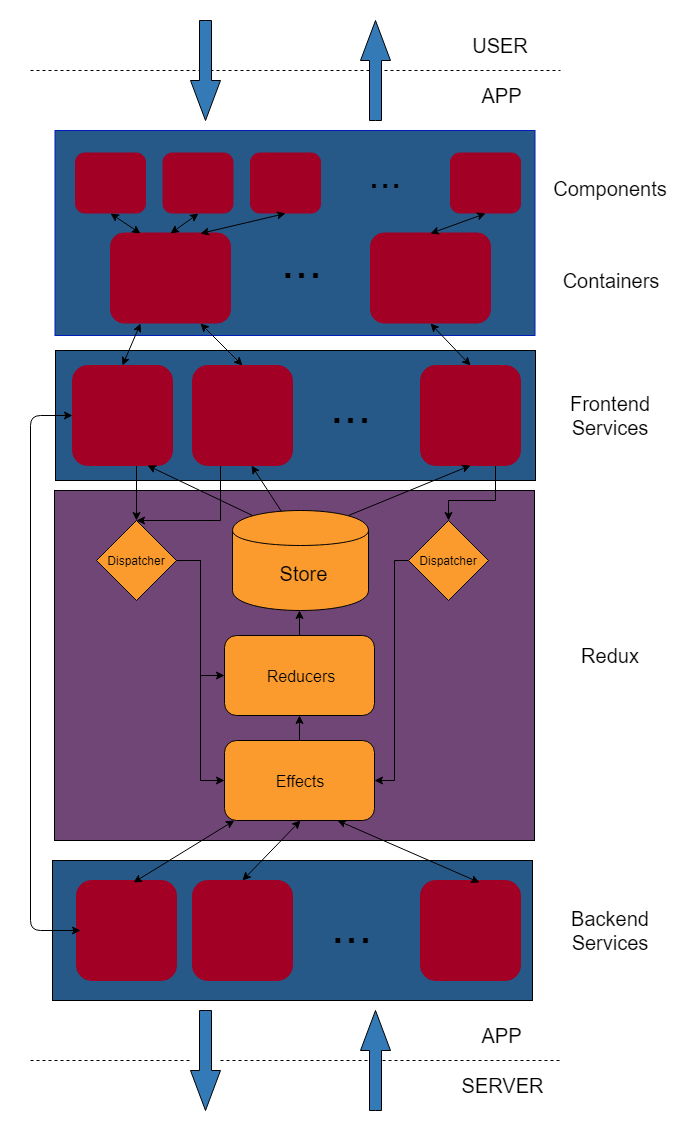 USER
APP
Components
...
Containers
...
Frontend
Services
...
Dispatcher
Dispatcher
Store
Redux
Reducers
Effects
Backend
Services
...
APP
SERVER